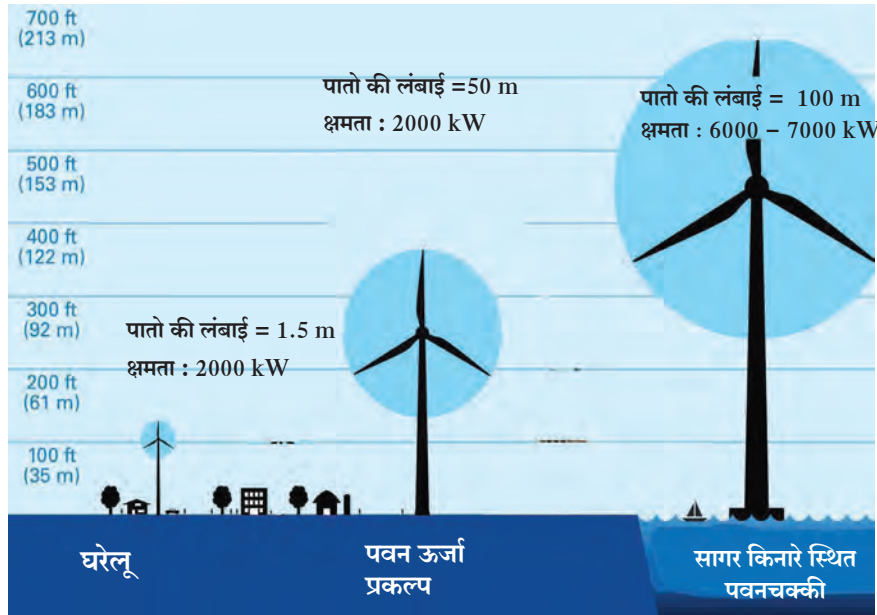 700 ft
(213 m)
600 ft
(183 m)
500 ft
(153 m)
400 ft
(122 m)
300 ft
(92 m)
200 ft
(61 m)
100 ft
(35 m)
पातो की लंबाई = 1.5 m
क्षमता : 2000 kW
पातो की लंबाई =50 m
क्षमता : 2000 kW
पातो की लंबाई = 100 m
क्षमता : 6000 – 7000 kW
घरेलू
पवन ऊर्जा
प्रकल्प
सागर किनारे स्थित
पवनचक्की